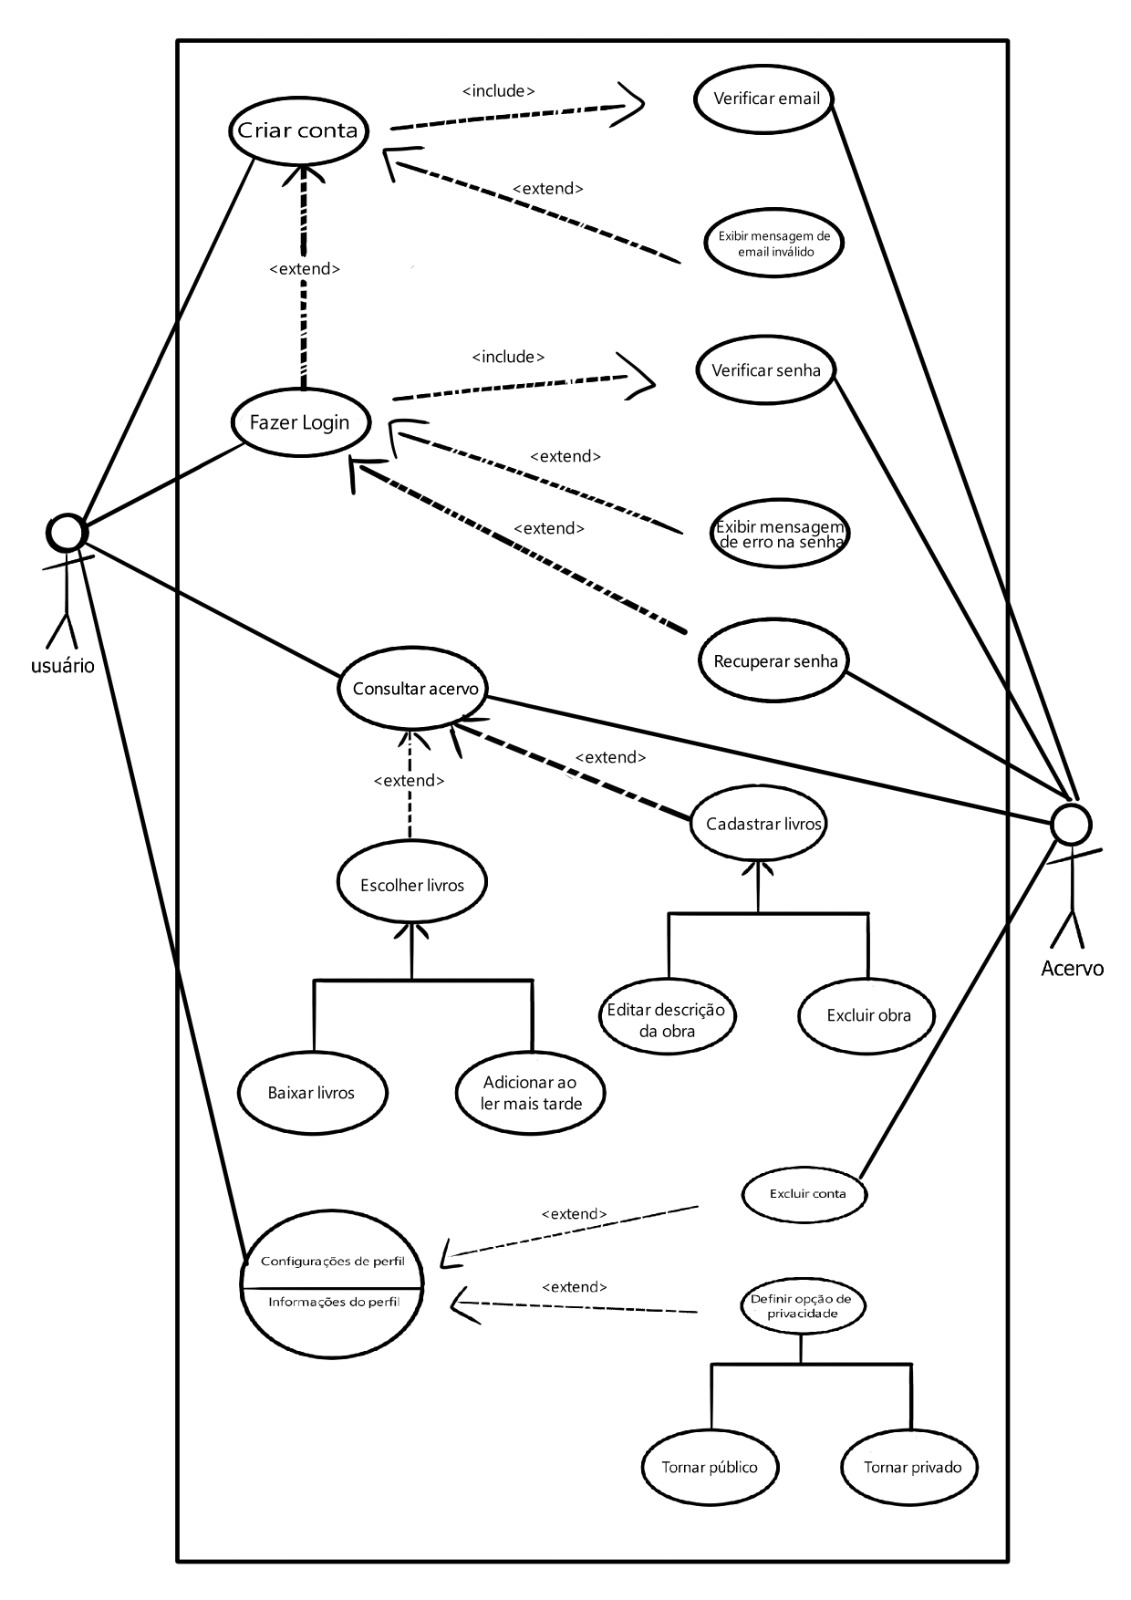 <include>
Verificar email
Criar conta
<extend>
Exibir mensagem de
email inválido
<extend>
<include>
Verificar senha
Fazer Login
<extend>
<extend>
Exibir mensagem
de erro na senha
usuário
Recuperar senha
Consultar acervo
<extend>
<extend>
Cadastrar livros
Escolher livros
Acervo
Editar descrição
da obra
Excluir obra
Baixar livros
Adicionar ao
ler mais tarde
Excluir conta
<extend>
Configurações de perfil
Informações do perfil
<extend>
Definir opção de
privacidade
Tornar público
Tornar privado